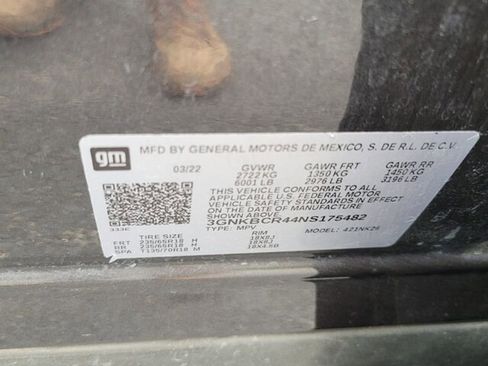 gm MFD BY GENERAL MOTORS DE MEXICO, S. DE R.L. DE C.V.
03/22 GVWR GAWR FRT GAWR RR
2722 KG 1350 KG 1450 KG
6001 LB 2976 LB 3196 LB
THIS VEHICLE CONFORMS TO ALL
APPLICABLE U.S. FEDERAL MOTOR
VEHICLE SAFETY STANDARDS IN EFFECT
ON THE DATE OF MANUFACTURE SHOWN ABOVE.
3GNKBCR44NS175482
TYPE: MPV MODEL: 421NK26
TIRE SIZE RIM
FRT 235/65R18 H 18X8J
RR 235/65R18 H 18X8J
SPA T135/70R18 M 18X4.5B